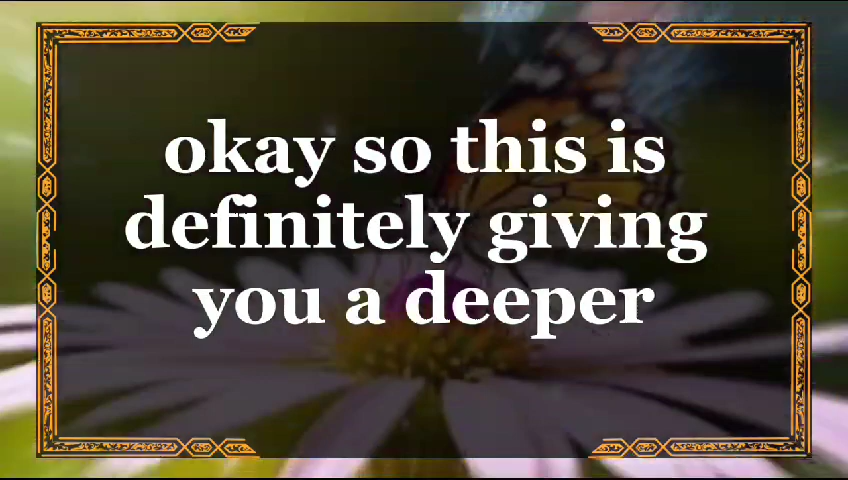 okay so this is
definitely giving
you a deeper